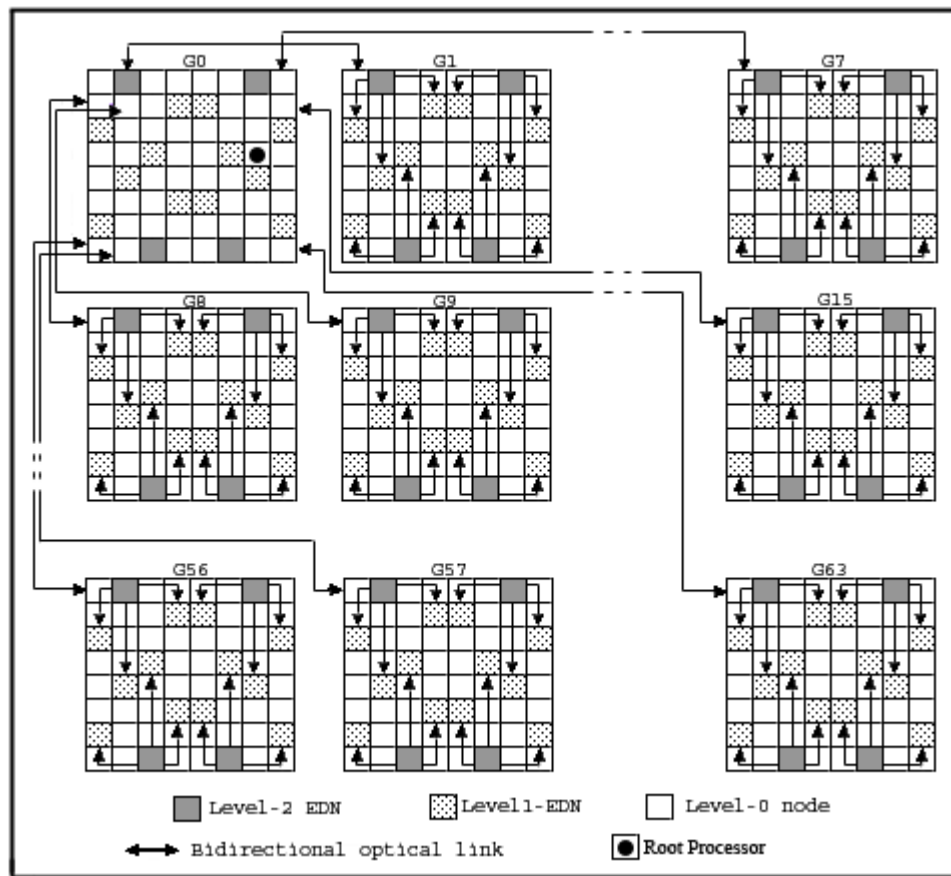 G0 G1 G7
G8 G9 G15
G56 G57 G63
Level-2 EDN Level1-EDN Level-0 node
Bidirectional optical link Root Processor